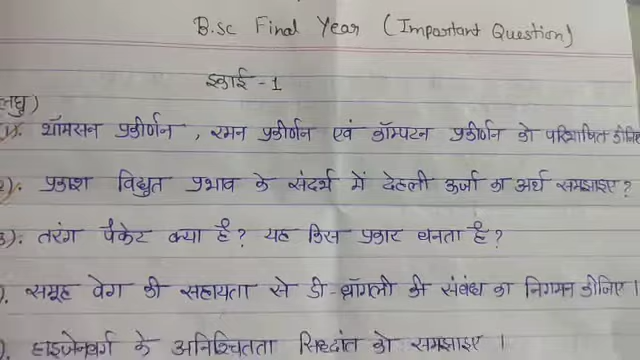 B.sc Final Year (Important Question)
इकाई - 1
लघु)
1). थॉमसन प्रकीर्णन, रमन प्रकीर्णन एवं कॉम्पटन प्रकीर्णन को परिभाषित कीजिए
2). प्रकाश विद्युत प्रभाव के संदर्भ में देहली ऊर्जा का अर्थ समझाइए?
3). तरंग पैकेट क्या है? यह किस प्रकार बनता है?
). समूह वेग की सहायता से डी-ब्रॉगली की संबंध का निगमन कीजिए।
). हाइजेनबर्ग के अनिश्चितता सिद्धांत को समझाइए।